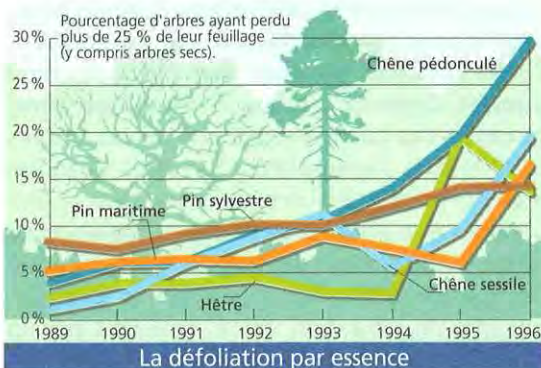 Pourcentage d'arbres ayant perdu
plus de 25 % de leur feuillage
(y compris arbres secs).
30 %
25 %
20 %
15 %
10 %
5 %
0 %
Chêne pédonculé
Pin sylvestre
Pin maritime
Chêne sessile
Hêtre
1989 1990 1991 1992 1993 1994 1995 1996
La défoliation par essence